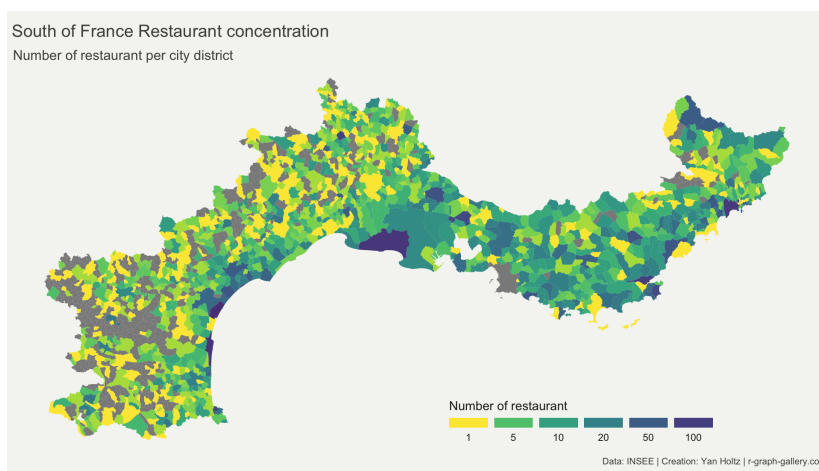 South of France Restaurant concentration
Number of restaurant per city district
Number of restaurant
1 5 10 20 50 100
Data: INSEE | Creation: Yan Holtz | r-graph-gallery.co